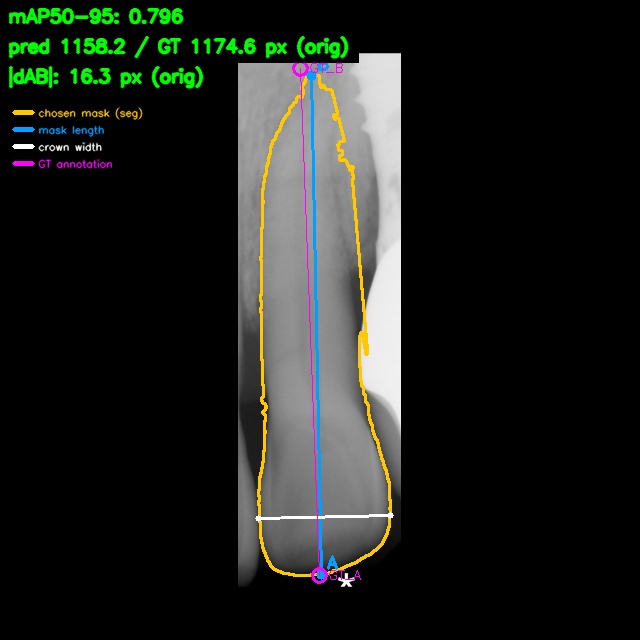 mAP50-95: 0.796
pred 1158.2 / GT 1174.6 px (orig)
|dAB|: 16.3 px (orig)
chosen mask (seg)
mask length
crown width
GT annotation
A